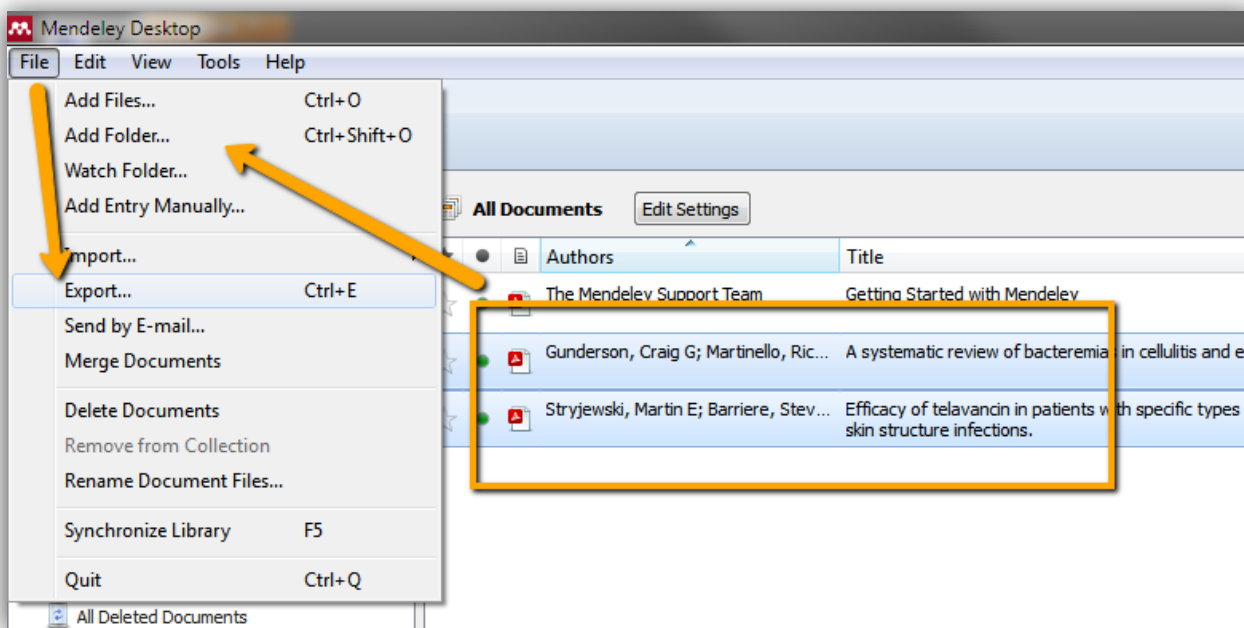 Mendeley Desktop
File Edit View Tools Help
Add Files... Ctrl+O
Add Folder... Ctrl+Shift+O
Watch Folder...
Add Entry Manually...
Import...
Export... Ctrl+E
Send by E-mail...
Merge Documents
Delete Documents
Remove from Collection
Rename Document Files...
Synchronize Library F5
Quit Ctrl+Q
All Deleted Documents
All Documents Edit Settings
Authors Title
The Mendeley Support Team Getting Started with Mendeley
Gunderson, Craig G; Martinello, Ric... A systematic review of bacteremias in cellulitis and e
Stryjewski, Martin E; Barriere, Stev... Efficacy of telavancin in patients with specific types
skin structure infections.